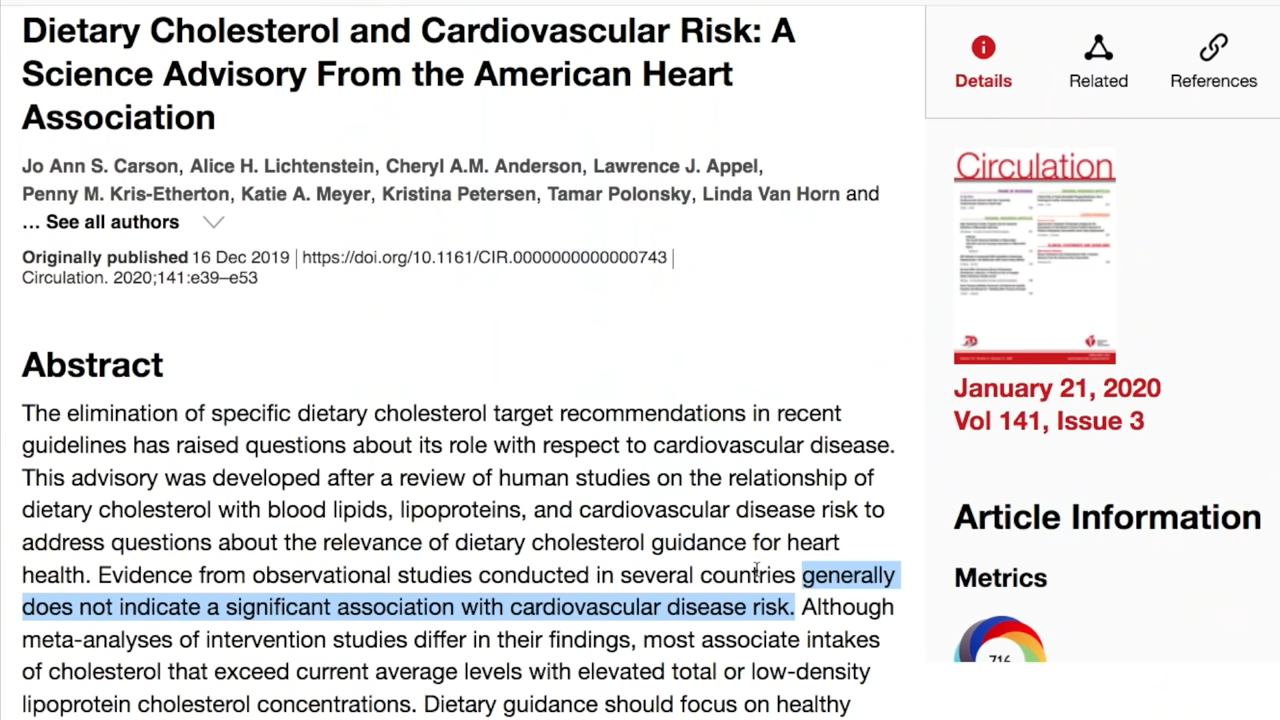 Dietary Cholesterol and Cardiovascular Risk: A
Science Advisory From the American Heart
Association
Jo Ann S. Carson, Alice H. Lichtenstein, Cheryl A.M. Anderson, Lawrence J. Appel,
Penny M. Kris-Etherton, Katie A. Meyer, Kristina Petersen, Tamar Polonsky, Linda Van Horn and
... See all authors
Originally published 16 Dec 2019 | https://doi.org/10.1161/CIR.0000000000000743 |
Circulation. 2020;141:e39–e53
Abstract
The elimination of specific dietary cholesterol target recommendations in recent
guidelines has raised questions about its role with respect to cardiovascular disease.
This advisory was developed after a review of human studies on the relationship of
dietary cholesterol with blood lipids, lipoproteins, and cardiovascular disease risk to
address questions about the relevance of dietary cholesterol guidance for heart
health. Evidence from observational studies conducted in several countries generally
does not indicate a significant association with cardiovascular disease risk. Although
meta-analyses of intervention studies differ in their findings, most associate intakes
of cholesterol that exceed current average levels with elevated total or low-density
lipoprotein cholesterol concentrations. Dietary guidance should focus on healthy
Details
Related
References
Circulation
January 21, 2020
Vol 141, Issue 3
Article Information
Metrics
716